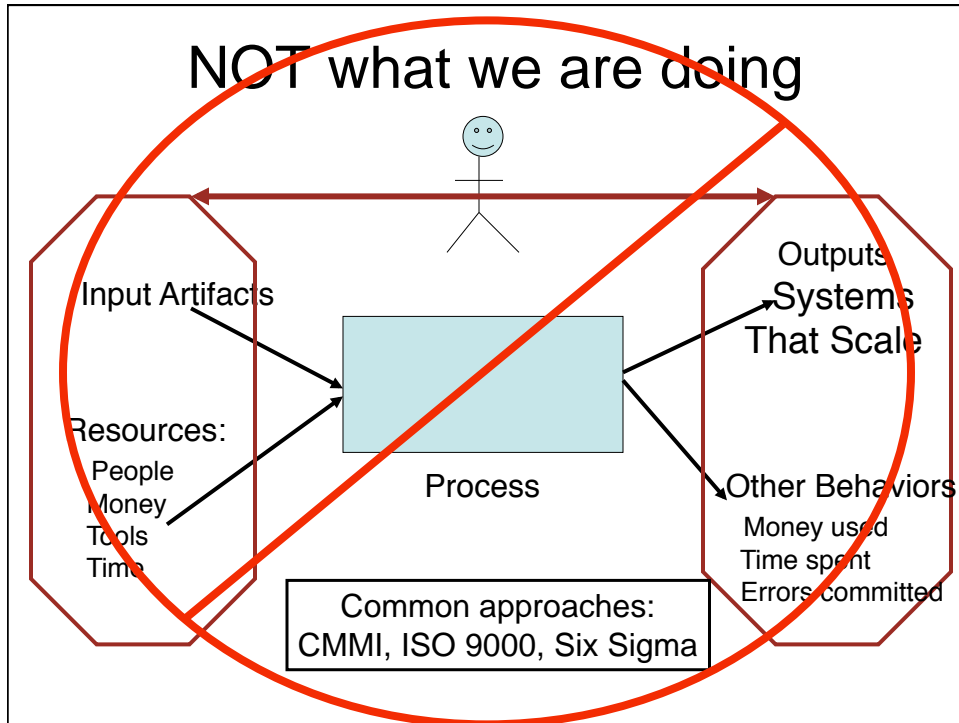 NOT what we are doing
Input Artifacts
Resources:
People
Money
Tools
Time
Process
Outputs
Systems
That Scale
Other Behaviors
Money used
Time spent
Errors committed
Common approaches:
CMMI, ISO 9000, Six Sigma